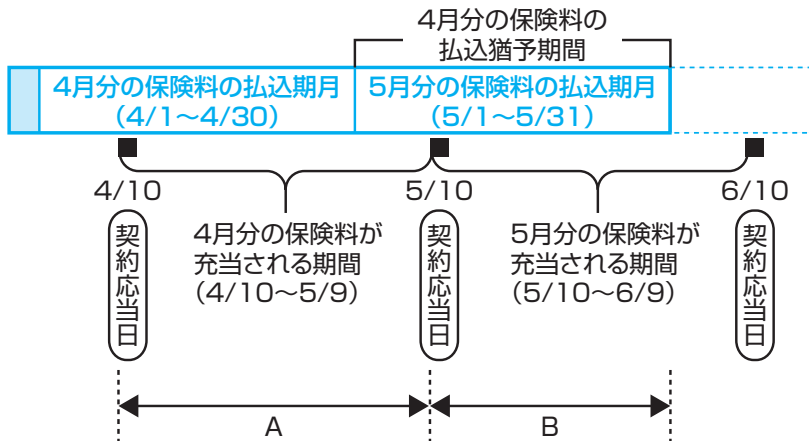 4月分の保険料の
払込猶予期間
4月分の保険料の払込期月
（4/1～4/30）
5月分の保険料の払込期月
（5/1～5/31）
4/10
5/10
6/10
契約応当日
4月分の保険料が
充当される期間
（4/10～5/9）
契約応当日
5月分の保険料が
充当される期間
（5/10～6/9）
契約応当日
A
B